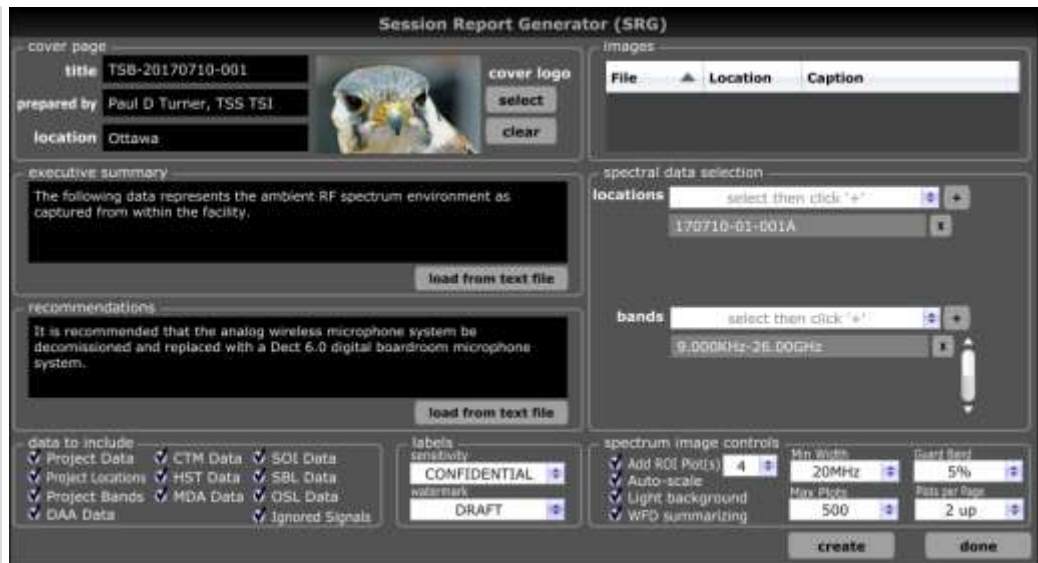 Session Report Generator (SRG)
cover page
title TSB-20170710-001
prepared by Paul D Turner, TSS TSI
location Ottawa
cover logo
select
clear
images
File Location Caption
executive summary
The following data represents the ambient RF spectrum environment as
captured from within the facility.
load from text file
recommendations
It is recommended that the analog wireless microphone system be
decomissioned and replaced with a Dect 6.0 digital boardroom microphone
system.
load from text file
spectral data selection
locations select then click '+' +
170710-01-001A x
bands select then click '+' +
9.000KHz-26.00GHz x
data to include
Project Data CTM Data SOI Data
Project Locations HST Data SBL Data
Project Bands MDA Data OSL Data
DAA Data Ignored Signals
labels
sensitivity
CONFIDENTIAL
watermark
DRAFT
spectrum image controls
Add ROI Plot(s) 4
Auto-scale
Light background
WFD summarizing
Min Width
20MHz
Max Plots
500
Guard Band
5%
Plots per Page
2 up
create done